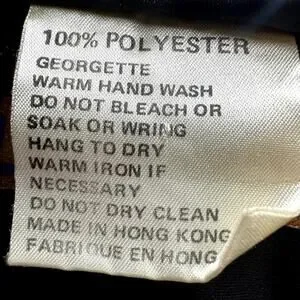 100% POLYESTER
GEORGETTE
WARM HAND WASH
DO NOT BLEACH OR
SOAK OR WRING
HANG TO DRY
WARM IRON IF
NECESSARY
DO NOT DRY CLEAN
MADE IN HONG KONG
FABRIQUE EN HONG